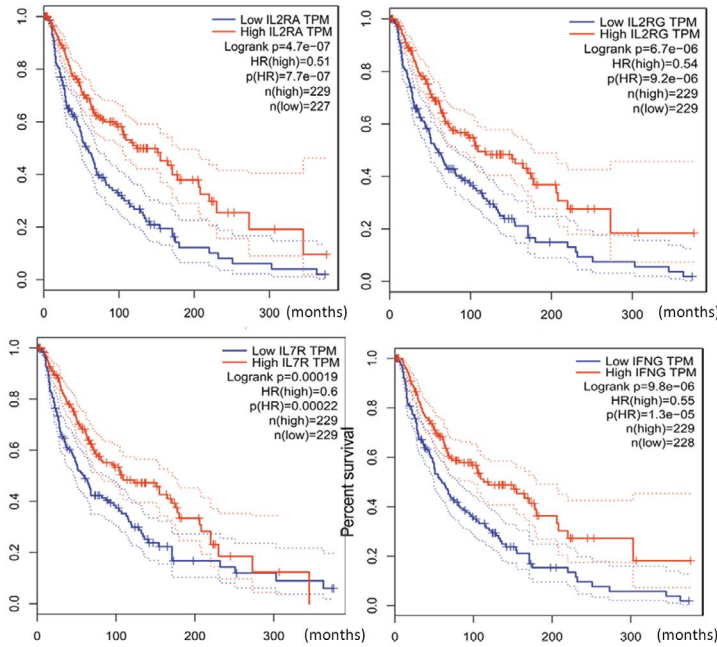 Low IL2RA TPM
High IL2RA TPM
Logrank p=4.7e-07
HR(high)=0.51
p(HR)=7.7e-07
n(high)=229
n(low)=227
1.0
0.8
0.6
0.4
0.2
0.0
0
100
200
300
(months)
Low IL2RG TPM
High IL2RG TPM
Logrank p=6.7e-06
HR(high)=0.54
p(HR)=9.2e-06
n(high)=229
n(low)=229
1.0
0.8
0.6
0.4
0.2
0.0
0
100
200
300
(months)
Low IL7R TPM
High IL7R TPM
Logrank p=0.00019
HR(high)=0.6
p(HR)=0.00022
n(high)=229
n(low)=229
1.0
0.8
0.6
0.4
0.2
0.0
0
100
200
300
(months)
Percent survival
Low IFNG TPM
High IFNG TPM
Logrank p=9.8e-06
HR(high)=0.55
p(HR)=1.3e-05
n(high)=229
n(low)=228
1.0
0.8
0.6
0.4
0.2
0.0
0
100
200
300
(months)